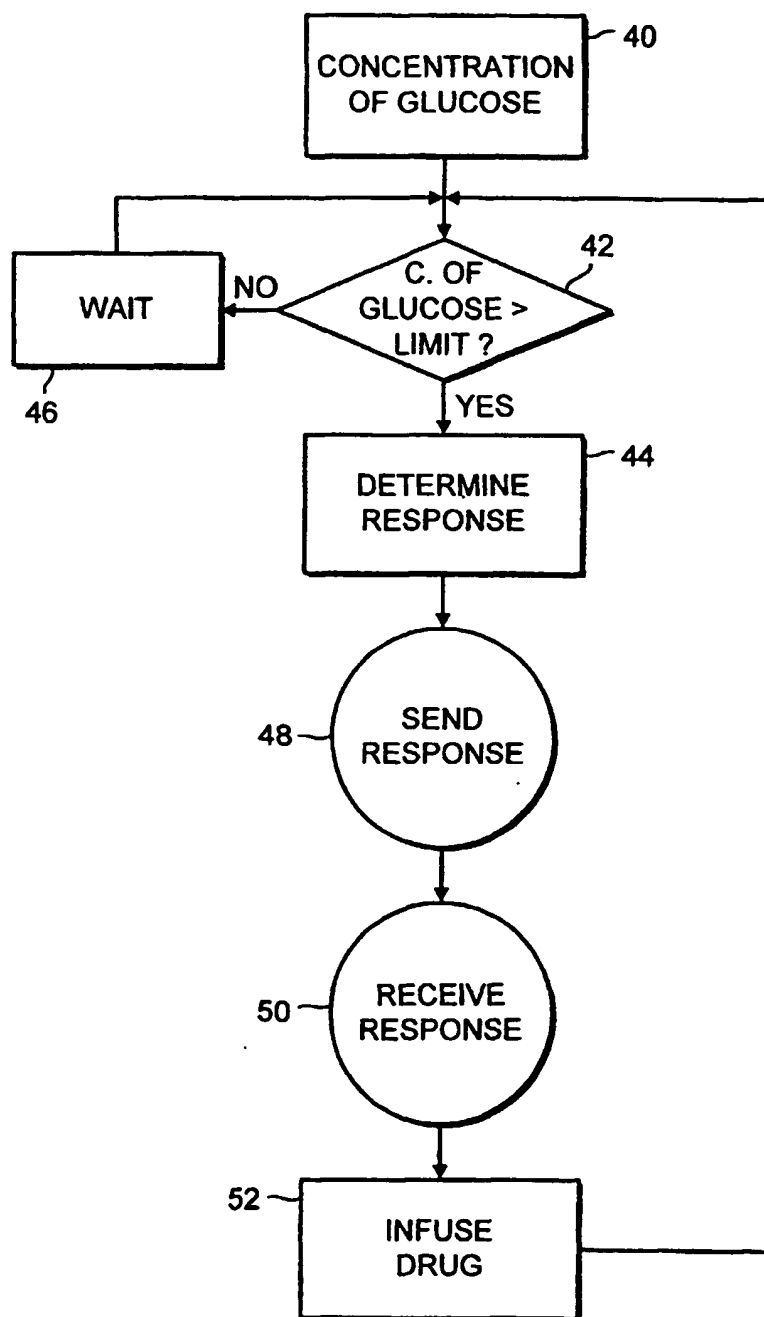 40
CONCENTRATION
OF GLUCOSE
42
C. OF
GLUCOSE >
LIMIT ?
NO
WAIT
46
YES
44
DETERMINE
RESPONSE
48
SEND
RESPONSE
50
RECEIVE
RESPONSE
52
INFUSE
DRUG